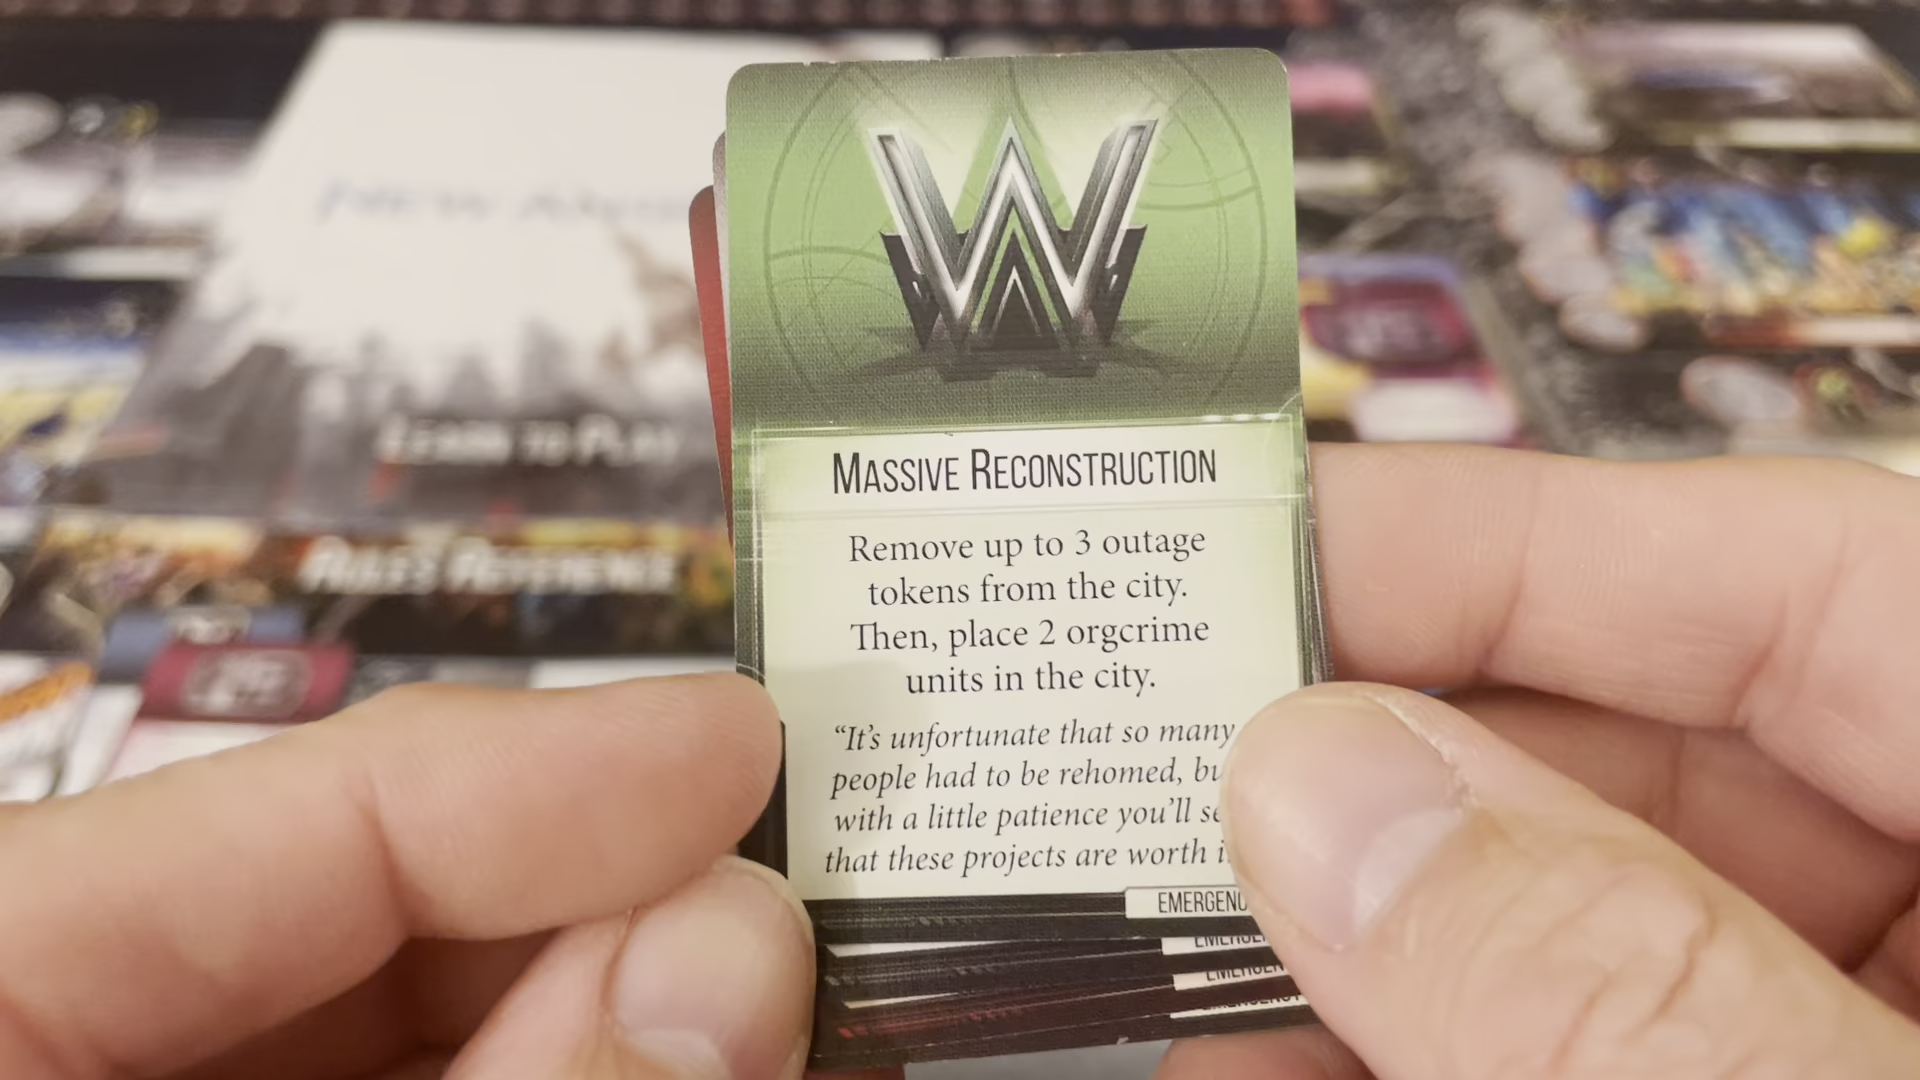 LEARN TO PLAY
RULES REFERENCE
W
MASSIVE RECONSTRUCTION
Remove up to 3 outage
tokens from the city.
Then, place 2 orgcrime
units in the city.
“It’s unfortunate that so many
people had to be rehomed,
with a little patience you’ll
that these projects are worth